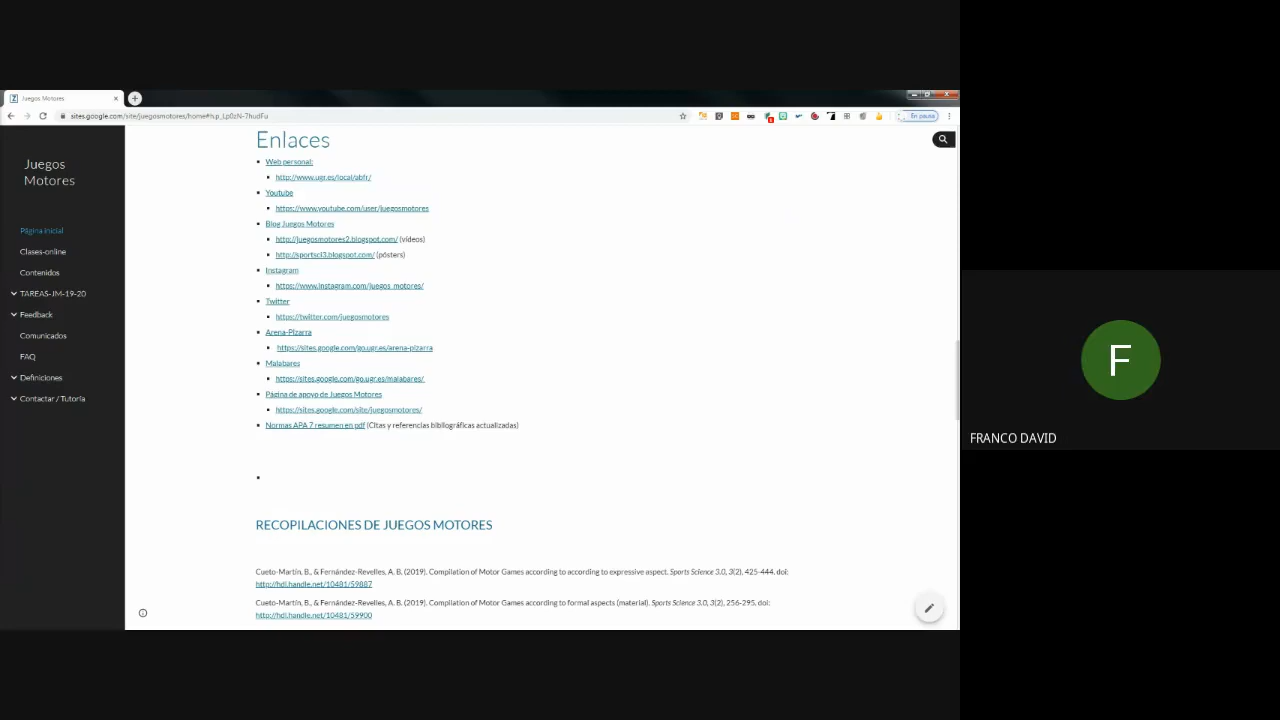 Juegos Motores
sites.google.com/site/juegosmotores/home#h.p_Lp0zN-7hudFu
En pausa
Juegos
Motores
Página inicial
Clases-online
Contenidos
TAREAS-JM-19-20
Feedback
Comunicados
FAQ
Definiciones
Contactar / Tutoría
Enlaces
Web personal:
http://www.ugr.es/local/abfr/
Youtube
https://www.youtube.com/user/juegosmotores
Blog Juegos Motores
http://juegosmotores2.blogspot.com/ (vídeos)
http://sportsci3.blogspot.com/ (pósters)
Instagram
https://www.instagram.com/juegos_motores/
Twitter
https://twitter.com/juegosmotores
Arena-Pizarra
https://sites.google.com/go.ugr.es/arena-pizarra
Malabares
https://sites.google.com/go.ugr.es/malabares/
Página de apoyo de Juegos Motores
https://sites.google.com/site/juegosmotores/
Normas APA 7 resumen en pdf (Citas y referencias bibliográficas actualizadas)
RECOPILACIONES DE JUEGOS MOTORES
Cueto-Martín, B., & Fernández-Revelles, A. B. (2019). Compilation of Motor Games according to according to expressive aspect. Sports Science 3.0, 3(2), 425-444. doi:
http://hdl.handle.net/10481/59887
Cueto-Martín, B., & Fernández-Revelles, A. B. (2019). Compilation of Motor Games according to formal aspects (material). Sports Science 3.0, 3(2), 256-295. doi:
http://hdl.handle.net/10481/59900
F
FRANCO DAVID